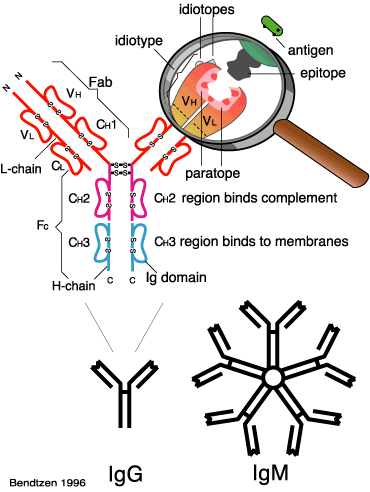 idiotopes
antigen
idiotype
epitope
N N
Fab
VH
CH1
VH
VL
VL
paratope
L-chain
CL
S-S
S-S
CH2
CH2 region binds complement
Fc
CH3
CH3 region binds to membranes
C C
H-chain
Ig domain
IgG
IgM
Bendtzen 1996